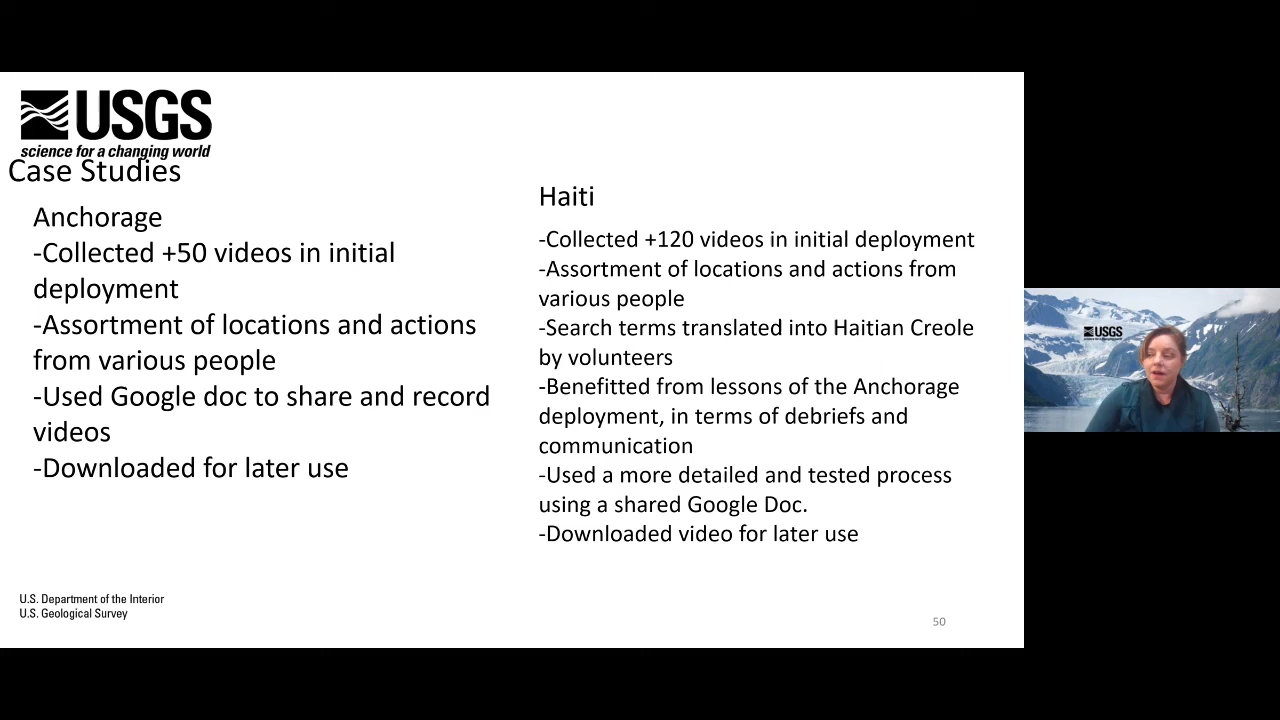 USGS
science for a changing world
Case Studies
Anchorage
-Collected +50 videos in initial
deployment
-Assortment of locations and actions
from various people
-Used Google doc to share and record
videos
-Downloaded for later use
Haiti
-Collected +120 videos in initial deployment
-Assortment of locations and actions from
various people
-Search terms translated into Haitian Creole
by volunteers
-Benefitted from lessons of the Anchorage
deployment, in terms of debriefs and
communication
-Used a more detailed and tested process
using a shared Google Doc.
-Downloaded video for later use
U.S. Department of the Interior
U.S. Geological Survey
50
USGS